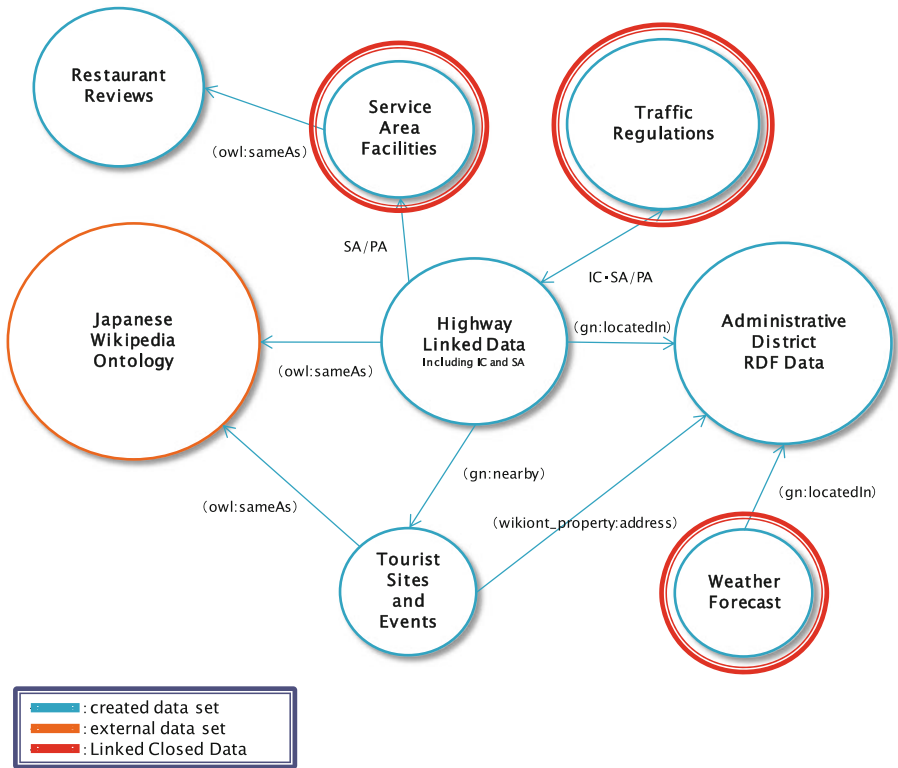 Restaurant
Reviews
Service
Area
Facilities
Traffic
Regulations
(owl:sameAs)
SA/PA
IC・SA/PA
Japanese
Wikipedia
Ontology
(owl:sameAs)
Highway
Linked Data
Including IC and SA
(gn:locatedIn)
Administrative
District
RDF Data
(gn:nearby)
(owl:sameAs)
(wikiont_property:address)
(gn:locatedIn)
Tourist
Sites
and
Events
Weather
Forecast
: created data set
: external data set
: Linked Closed Data